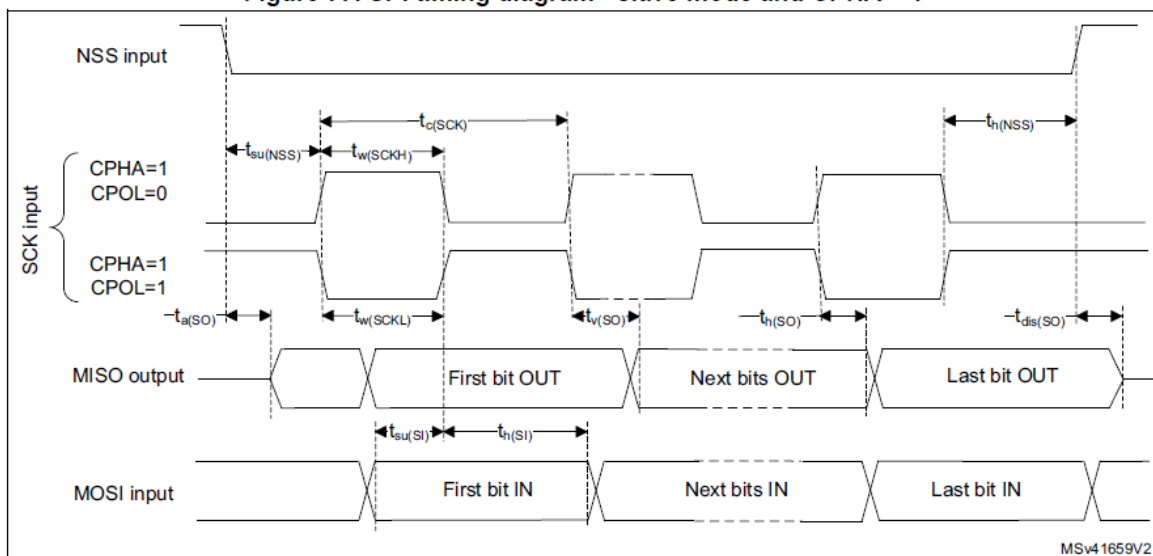 NSS input
tc(SCK)
th(NSS)
tsu(NSS)
tw(SCKH)
CPHA=1
CPOL=0
SCK input
CPHA=1
CPOL=1
ta(SO)
tw(SCKL)
tv(SO)
th(SO)
tdis(SO)
MISO output
First bit OUT
Next bits OUT
Last bit OUT
tsu(SI)
th(SI)
MOSI input
First bit IN
Next bits IN
Last bit IN
MSv41659V2